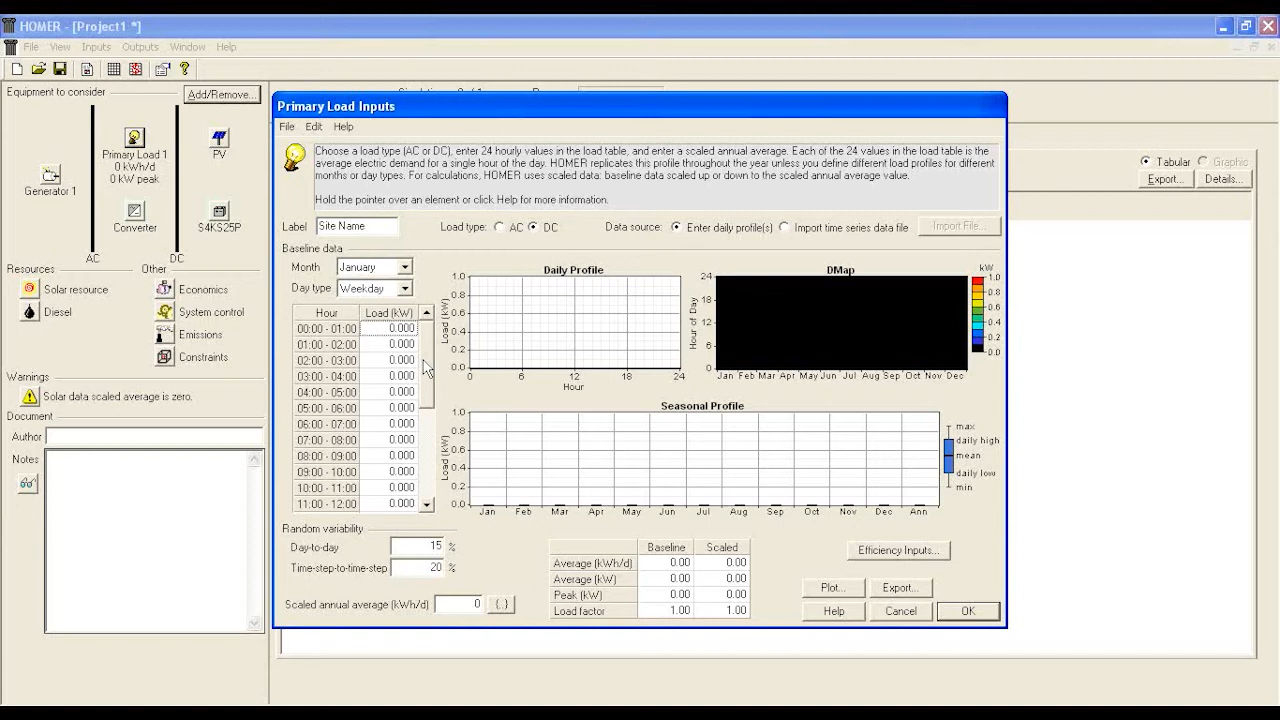 HOMER - [Project1 *]
File View Inputs Outputs Window Help
Equipment to consider
Add/Remove...
Primary Load 1
0 kWh/d
0 kW peak
PV
Generator 1
Converter
S4KS25P
AC
DC
Resources
Other
Solar resource
Economics
Diesel
System control
Emissions
Constraints
Warnings
Solar data scaled average is zero.
Document
Author
Notes
Tabular
Graphic
Export...
Details...
Primary Load Inputs
File Edit Help
Choose a load type (AC or DC), enter 24 hourly values in the load table, and enter a scaled annual average. Each of the 24 values in the load table is the
average electric demand for a single hour of the day. HOMER replicates this profile throughout the year unless you define different load profiles for different
months or day types. For calculations, HOMER uses scaled data: baseline data scaled up or down to the scaled annual average value.
Hold the pointer over an element or click Help for more information.
Label Site Name Load type: AC DC Data source: Enter daily profile(s) Import time series data file Import File...
Baseline data
Month January
Day type Weekday
Hour Load (kW)
00:00 - 01:00 0.000
01:00 - 02:00 0.000
02:00 - 03:00 0.000
03:00 - 04:00 0.000
04:00 - 05:00 0.000
05:00 - 06:00 0.000
06:00 - 07:00 0.000
07:00 - 08:00 0.000
08:00 - 09:00 0.000
09:00 - 10:00 0.000
10:00 - 11:00 0.000
11:00 - 12:00 0.000
Daily Profile
Load (kW)
1.0
0.8
0.6
0.4
0.2
0.0
0 6 12 18 24
Hour
DMap
Hour of Day
24
18
12
6
0
Jan Feb Mar Apr May Jun Jul Aug Sep Oct Nov Dec
kW
1.0
0.8
0.6
0.4
0.2
0.0
Seasonal Profile
Load (kW)
1.0
0.8
0.6
0.4
0.2
0.0
Jan Feb Mar Apr May Jun Jul Aug Sep Oct Nov Dec Ann
max
daily high
mean
daily low
min
Random variability
Day-to-day 15 %
Time-step-to-time-step 20 %
Scaled annual average (kWh/d) 0 {..}
Baseline Scaled
Average (kWh/d) 0.00 0.00
Average (kW) 0.00 0.00
Peak (kW) 0.00 0.00
Load factor 1.00 1.00
Efficiency Inputs...
Plot... Export...
Help Cancel OK